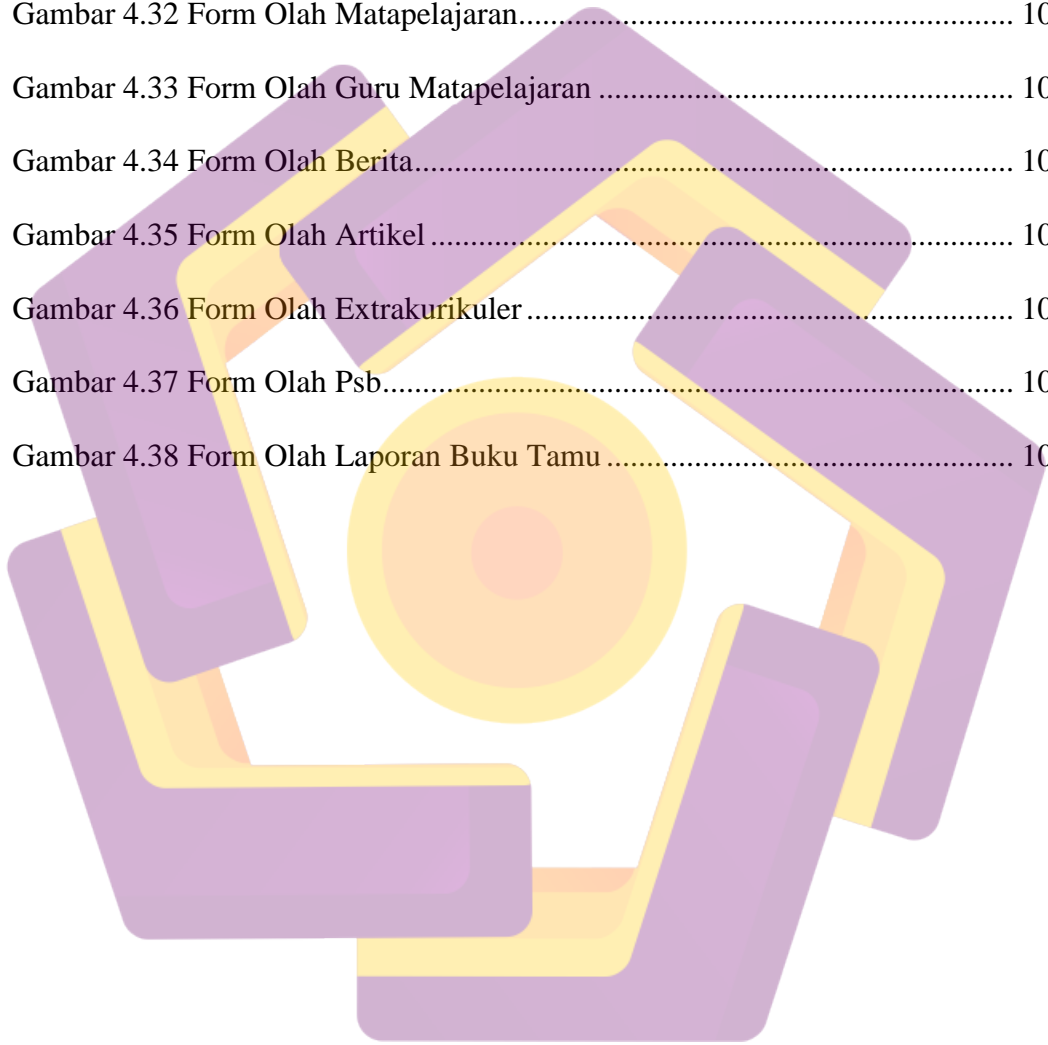 Gambar 4.32 Form Olah Matapelajaran................................................................ 10
Gambar 4.33 Form Olah Guru Matapelajaran ..................................................... 10
Gambar 4.34 Form Olah Berita............................................................................. 10
Gambar 4.35 Form Olah Artikel ........................................................................... 10
Gambar 4.36 Form Olah Extrakurikuler ............................................................... 10
Gambar 4.37 Form Olah Psb................................................................................. 10
Gambar 4.38 Form Olah Laporan Buku Tamu .................................................... 10